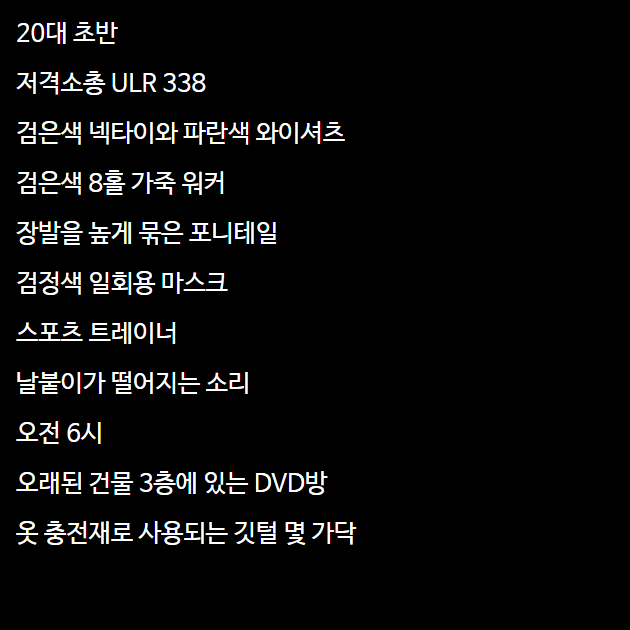 20대 초반
저격소총 ULR 338
검은색 넥타이와 파란색 와이셔츠
검은색 8홀 가죽 워커
장발을 높게 묶은 포니테일
검정색 일회용 마스크
스포츠 트레이너
날붙이가 떨어지는 소리
오전 6시
오래된 건물 3층에 있는 DVD방
옷 충전재로 사용되는 깃털 몇 가닥